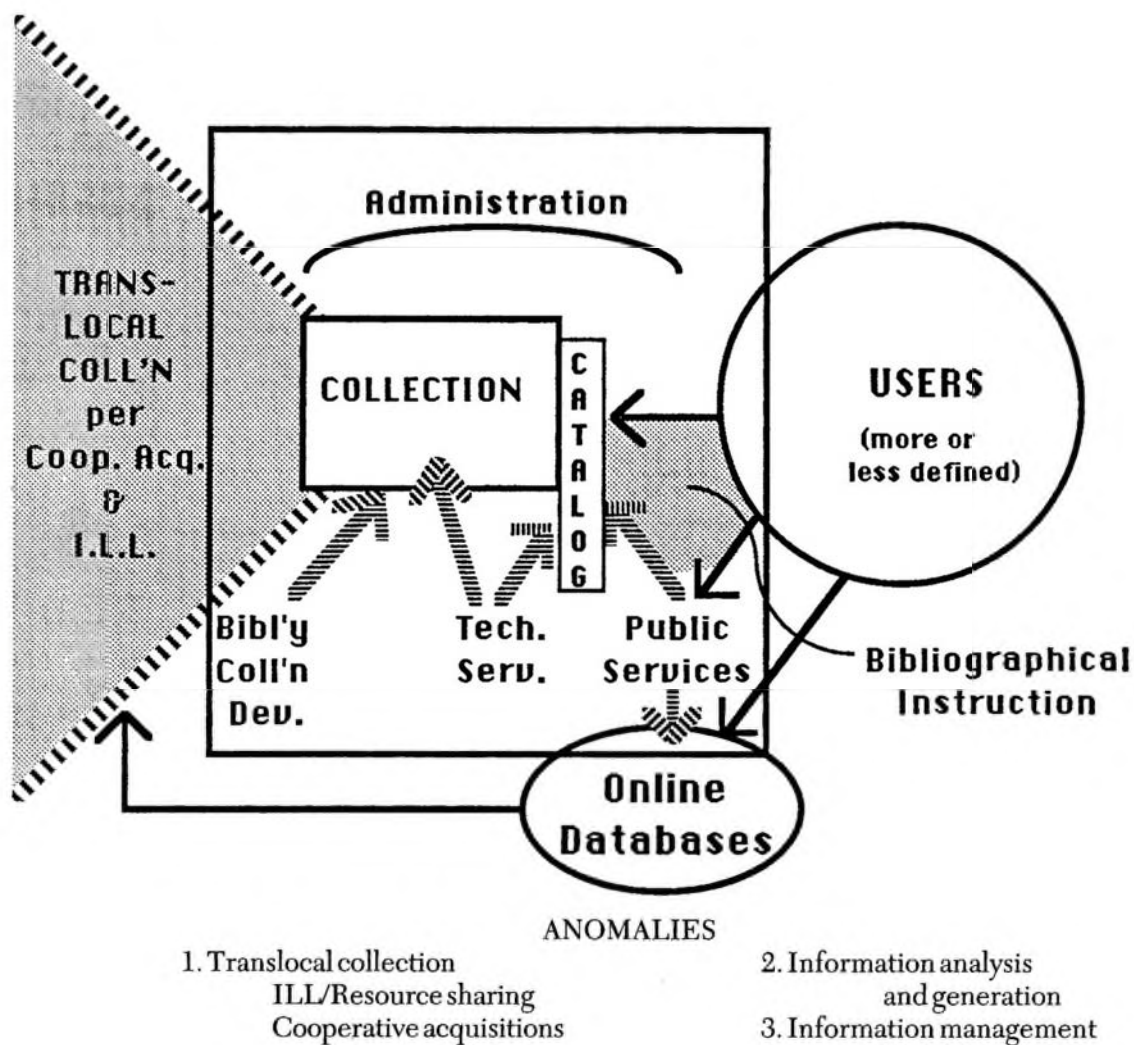 Administration
TRANS-
LOCAL
COLL'N
per
Coop. Acq.
&
I.L.L.
COLLECTION
CATALOG
USERS
(more or
less defined)
Bibl'y
Coll'n
Dev.
Tech.
Serv.
Public
Services
Bibliographical
Instruction
Online
Databases
ANOMALIES
1. Translocal collection
ILL/Resource sharing
Cooperative acquisitions
2. Information analysis
and generation
3. Information management